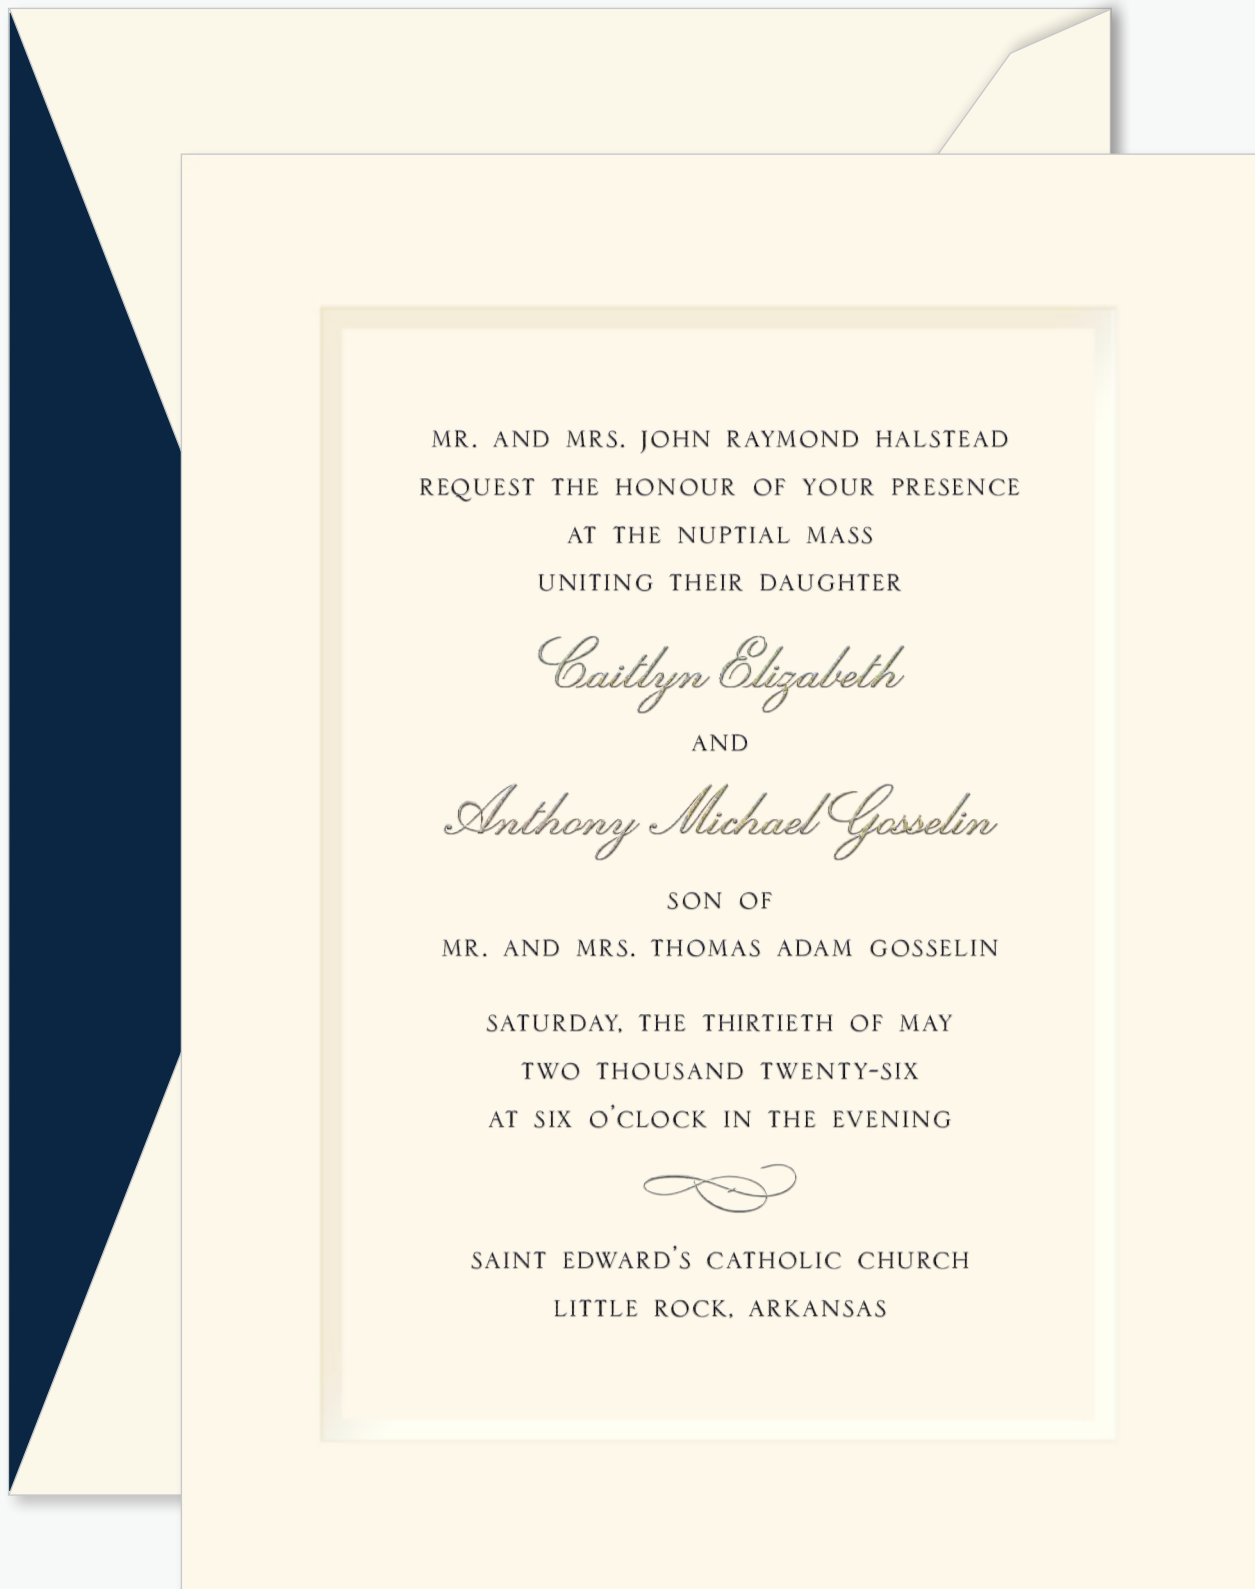 MR. AND MRS. JOHN RAYMOND HALSTEAD
REQUEST THE HONOUR OF YOUR PRESENCE
AT THE NUPTIAL MASS
UNITING THEIR DAUGHTER
Caitlyn Elizabeth
AND
Anthony Michael Gosselin
SON OF
MR. AND MRS. THOMAS ADAM GOSSELIN
SATURDAY, THE THIRTIETH OF MAY
TWO THOUSAND TWENTY-SIX
AT SIX O'CLOCK IN THE EVENING
SAINT EDWARD'S CATHOLIC CHURCH
LITTLE ROCK, ARKANSAS